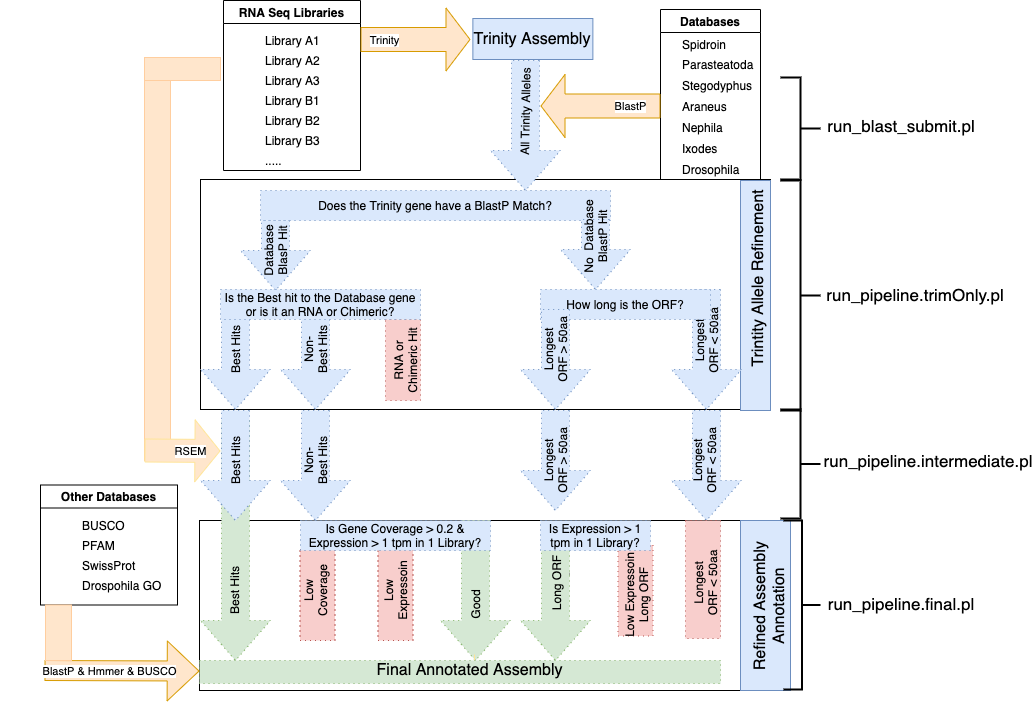 RNA Seq Libraries
Library A1
Library A2
Library A3
Library B1
Library B2
Library B3
.....
Trinity
Trinity Assembly
Databases
Spidroin
Parasteatoda
Stegodyphus
Araneus
Nephila
Ixodes
Drosophila
All Trinity Alleles
BlastP
run_blast_submit.pl
Does the Trinity gene have a BlastP Match?
Database
BlasP Hit
No Database
BlastP Hit
Is the Best hit to the Database gene
or is it an RNA or Chimeric?
How long is the ORF?
Best Hits
Non-
Best Hits
RNA or
Chimeric Hit
Longest
ORF > 50aa
Longest
ORF < 50aa
Trintity Allele Refinement
run_pipeline.trimOnly.pl
RSEM
Best Hits
Non-
Best Hits
Longest
ORF > 50aa
Longest
ORF < 50aa
run_pipeline.intermediate.pl
Other Databases
BUSCO
PFAM
SwissProt
Drospohila GO
Is Gene Coverage > 0.2 &
Expression > 1 tpm in 1 Library?
Is Expression > 1
tpm in 1 Library?
Best Hits
Low
Coverage
Low
Expressoin
Good
Long ORF
Low Expressoin
Long ORF
Longest
ORF < 50aa
Refined Assembly
Annotation
run_pipeline.final.pl
BlastP & Hmmer & BUSCO
Final Annotated Assembly